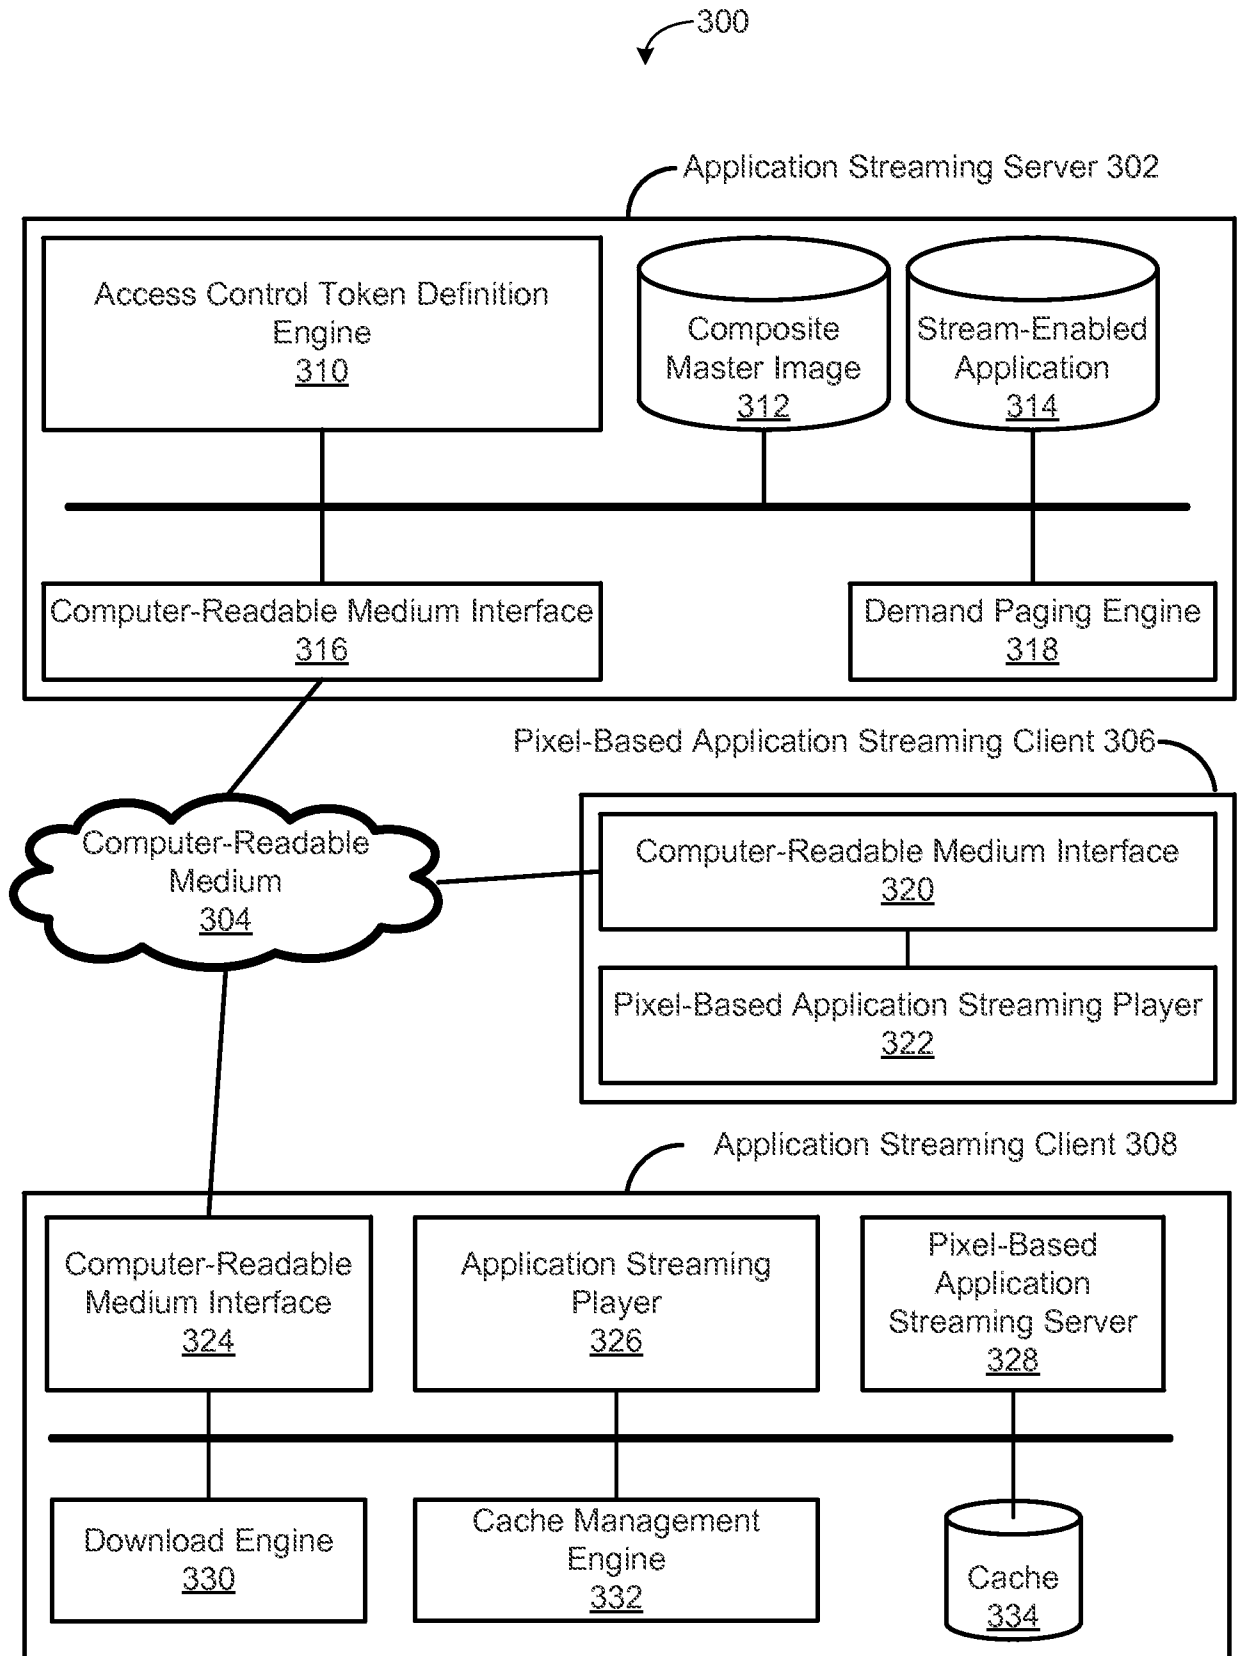 300
Application Streaming Server 302
Access Control Token Definition
Engine
310
Composite
Master Image
312
Stream-Enabled
Application
314
Computer-Readable Medium Interface
316
Demand Paging Engine
318
Pixel-Based Application Streaming Client 306
Computer-Readable
Medium
304
Computer-Readable Medium Interface
320
Pixel-Based Application Streaming Player
322
Application Streaming Client 308
Computer-Readable
Medium Interface
324
Application Streaming
Player
326
Pixel-Based
Application
Streaming Server
328
Download Engine
330
Cache Management
Engine
332
Cache
334